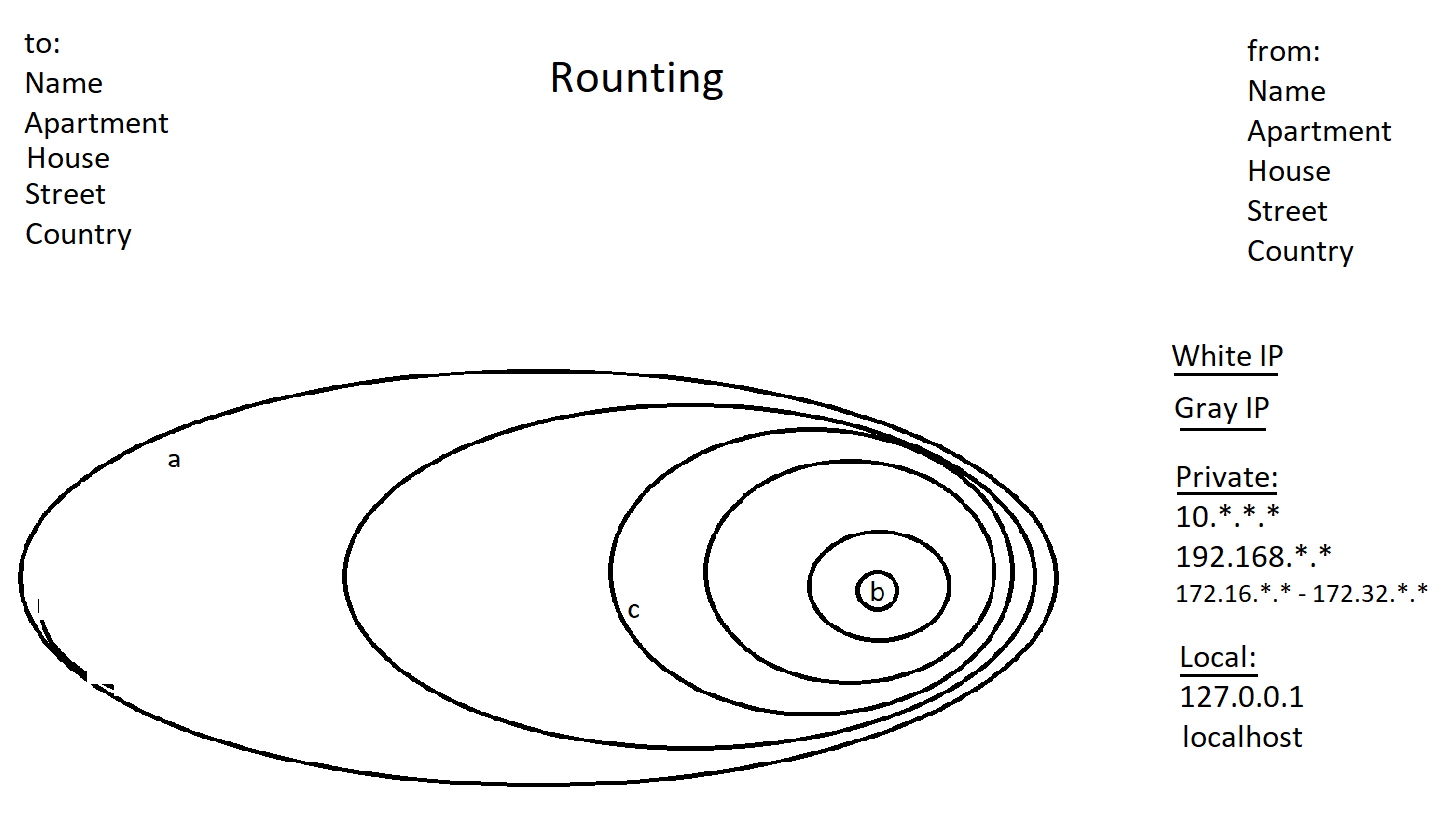 to:
Name
Apartment
House
Street
Country
Rounting
from:
Name
Apartment
House
Street
Country
a
b
c
White IP
Gray IP
Private:
10.*.*.*
192.168.*.*
172.16.*.* - 172.32.*.*
Local:
127.0.0.1
localhost